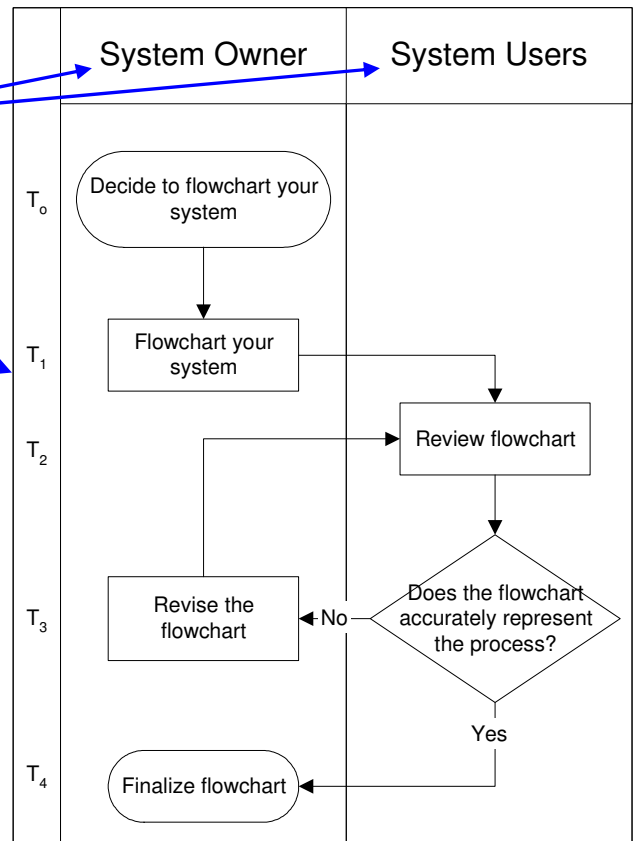 System Owner
System Users
To
Decide to flowchart your
system
T1
Flowchart your
system
T2
Review flowchart
T3
Revise the
flowchart
No
Does the flowchart
accurately represent
the process?
Yes
T4
Finalize flowchart